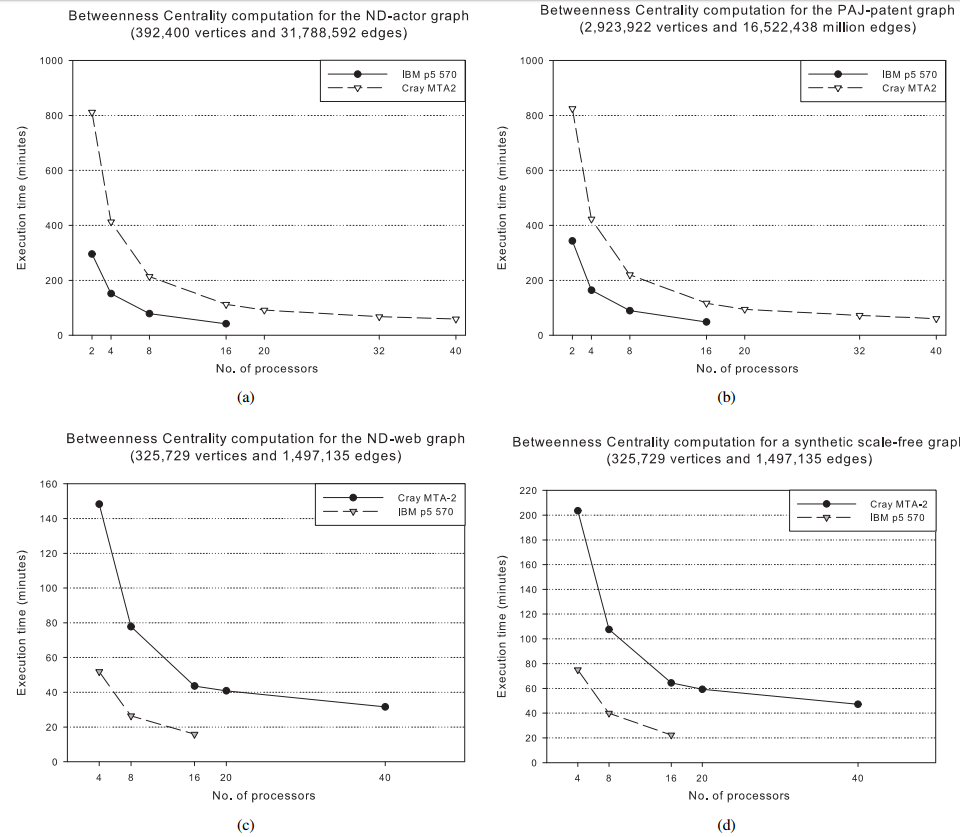 Betweenness Centrality computation for the ND-actor graph
(392,400 vertices and 31,788,592 edges)
1000
800
600
400
200
0
Execution time (minutes)
IBM p5 570
Cray MTA2
2 4 8 16 20 32 40
No. of processors
(a)
Betweenness Centrality computation for the PAJ-patent graph
(2,923,922 vertices and 16,522,438 million edges)
1000
800
600
400
200
0
Execution time (minutes)
IBM p5 570
Cray MTA2
2 4 8 16 20 32 40
No. of processors
(b)
Betweenness Centrality computation for the ND-web graph
(325,729 vertices and 1,497,135 edges)
160
140
120
100
80
60
40
20
0
Execution time (minutes)
Cray MTA-2
IBM p5 570
4 8 16 20 40
No. of processors
(c)
Betweenness Centrality computation for a synthetic scale-free grap
(325,729 vertices and 1,497,135 edges)
220
200
180
160
140
120
100
80
60
40
20
0
Execution time (minutes)
Cray MTA-2
IBM p5 570
4 8 16 20 40
No. of processors
(d)